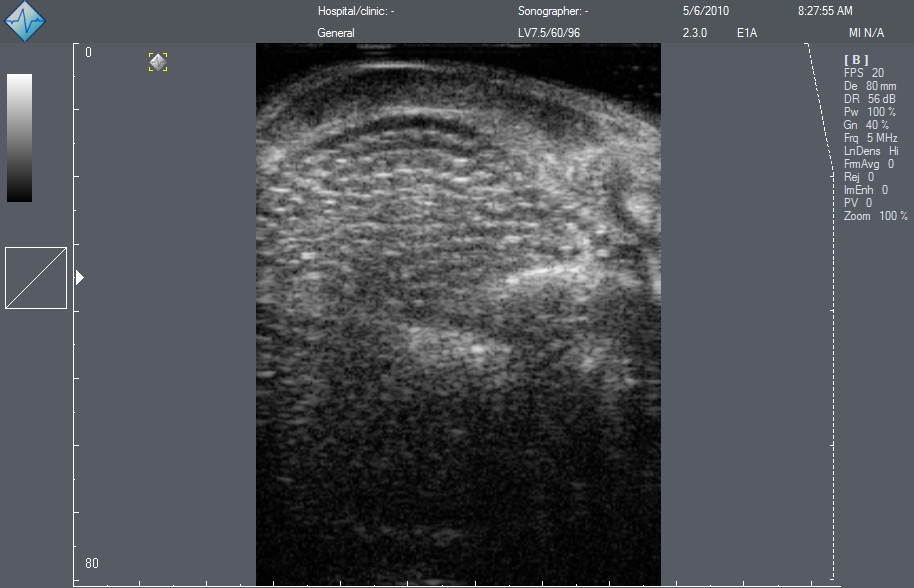 Hospital/clinic: - Sonographer: - 5/6/2010 8:27:55 AM
General LV7.5/60/96 2.3.0 E1A MI N/A
0
[ B ]
FPS 20
De 80 mm
DR 56 dB
Pw 100 %
Gn 40 %
Frq 5 MHz
LnDens Hi
FrmAvg 0
Rej 0
ImEnh 0
PV 0
Zoom 100 %
80